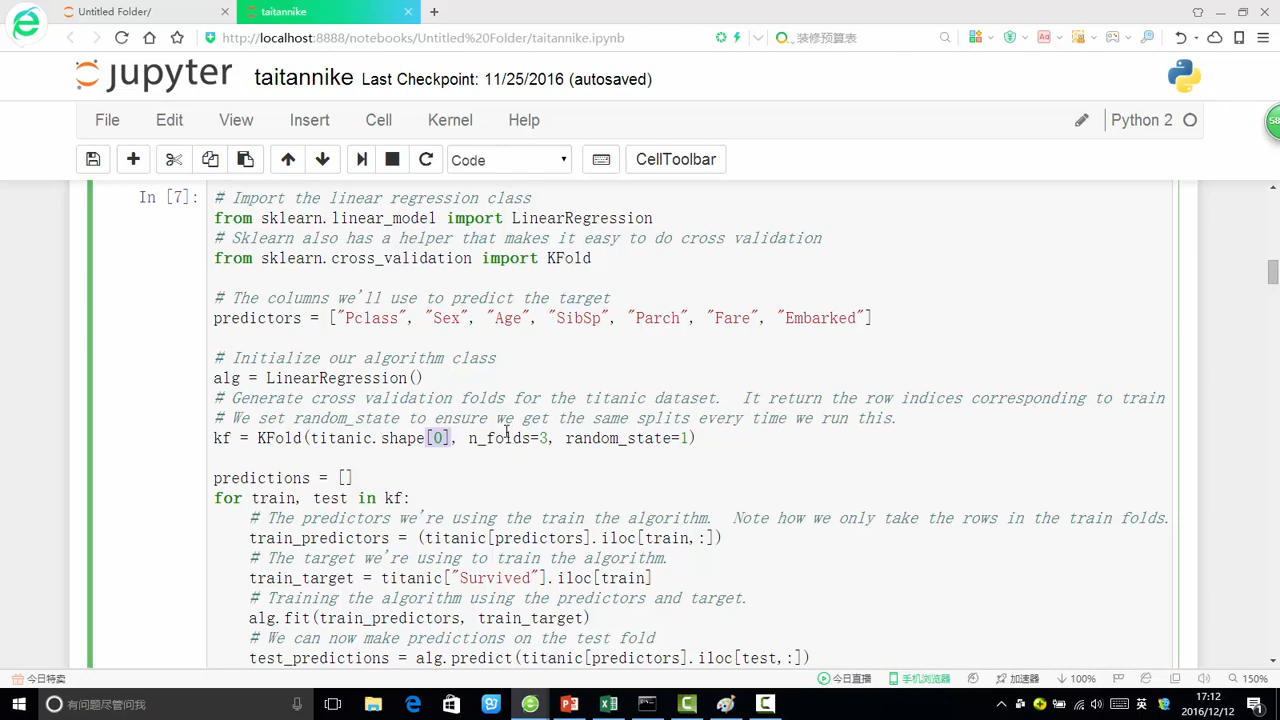 Untitled Folder/
taitannike
http://localhost:8888/notebooks/Untitled%20Folder/taitannike.ipynb
装修预算表
jupyter taitannike Last Checkpoint: 11/25/2016 (autosaved)
File Edit View Insert Cell Kernel Help Python 2
Code CellToolbar
58
In [7]:
# Import the linear regression class
from sklearn.linear_model import LinearRegression
# Sklearn also has a helper that makes it easy to do cross validation
from sklearn.cross_validation import KFold
# The columns we'll use to predict the target
predictors = ["Pclass", "Sex", "Age", "SibSp", "Parch", "Fare", "Embarked"]
# Initialize our algorithm class
alg = LinearRegression()
# Generate cross validation folds for the titanic dataset.  It return the row indices corresponding to train
# We set random_state to ensure we get the same splits every time we run this.
kf = KFold(titanic.shape[0], n_folds=3, random_state=1)
predictions = []
for train, test in kf:
    # The predictors we're using the train the algorithm.  Note how we only take the rows in the train folds.
    train_predictors = (titanic[predictors].iloc[train,:])
    # The target we're using to train the algorithm.
    train_target = titanic["Survived"].iloc[train]
    # Training the algorithm using the predictors and target.
    alg.fit(train_predictors, train_target)
    # We can now make predictions on the test fold
    test_predictions = alg.predict(titanic[predictors].iloc[test,:])
今日特卖 今日直播 手机浏览器 加速器 100% 150%
有问题尽管问我
英
17:12
2016/12/12